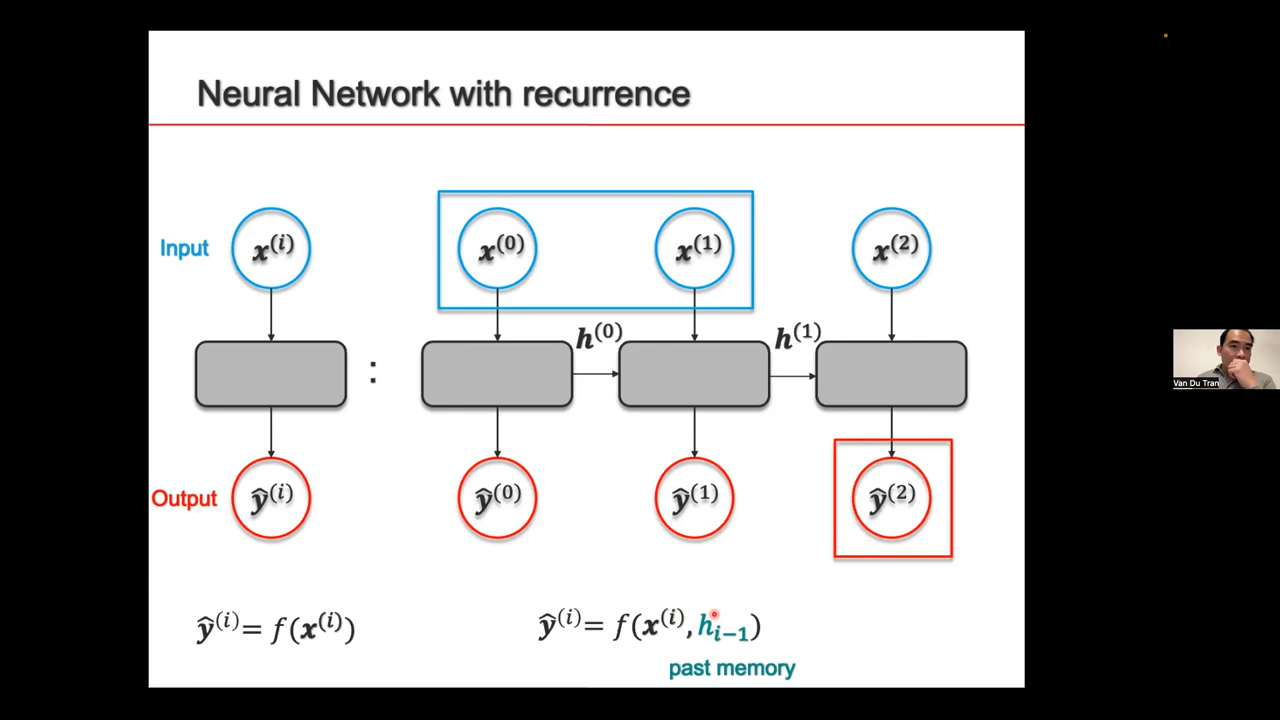 Neural Network with recurrence
Input
x^(i)
x^(0)
x^(1)
x^(2)
h^(0)
h^(1)
:
Van Du Tran
Output
ŷ^(i)
ŷ^(0)
ŷ^(1)
ŷ^(2)
ŷ^(i) = f(x^(i))
ŷ^(i) = f(x^(i), h_{i−1})
past memory